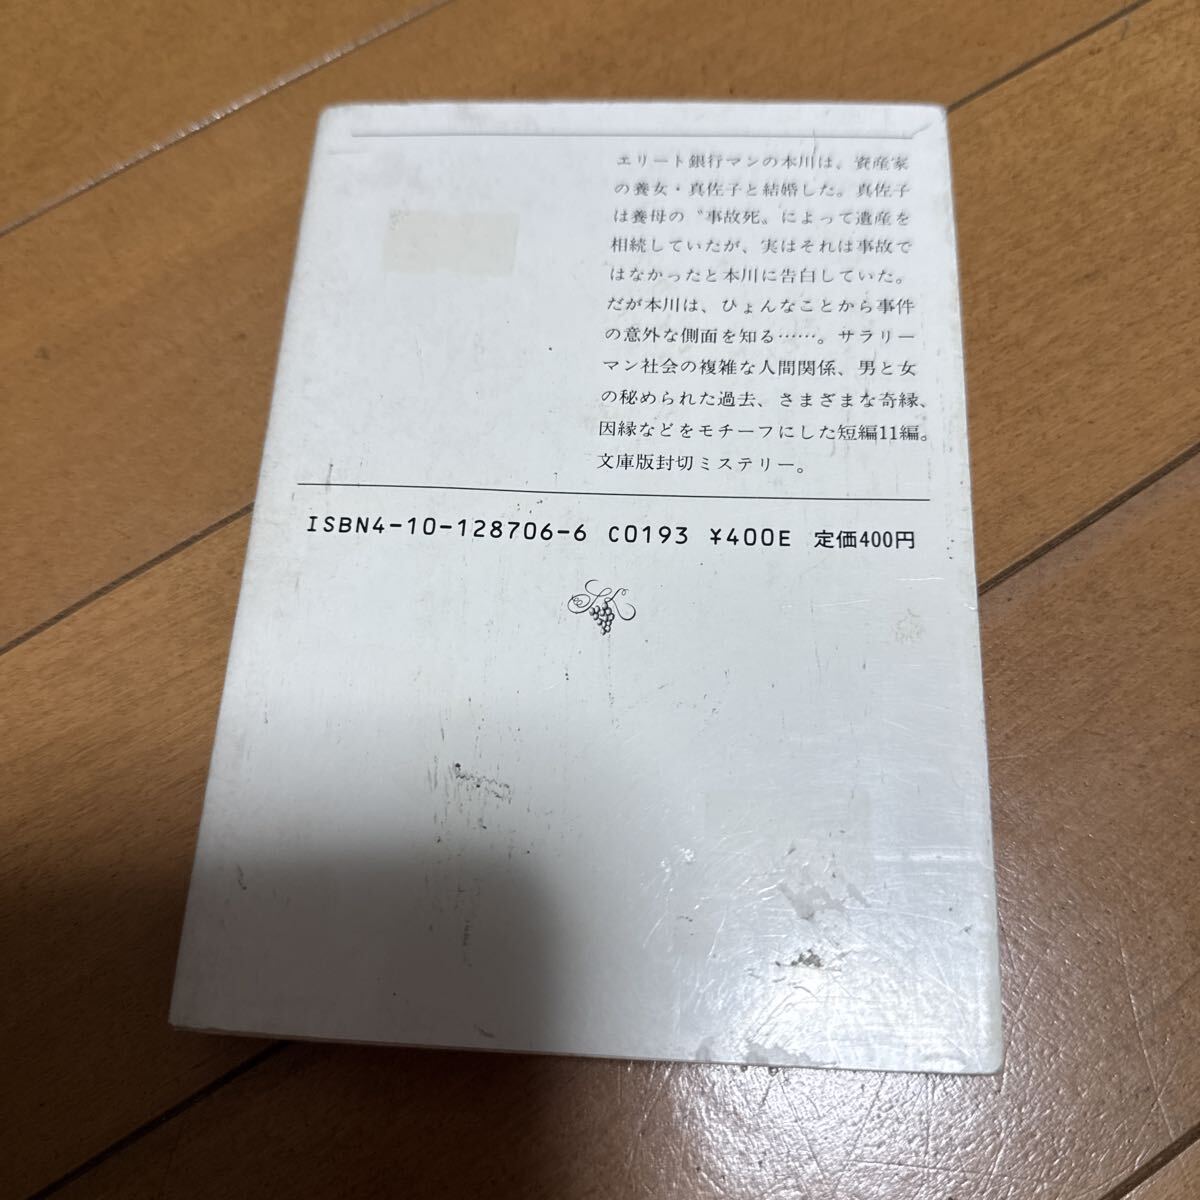 エリート銀行マンの本川は、資産家
の養女・真佐子と結婚した。真佐子
は養母の〝事故死〟によって遺産を
相続していたが、実はそれは事故で
はなかったと本川に告白していた。
だが本川は、ひょんなことから事件
の意外な側面を知る……。サラリー
マン社会の複雑な人間関係、男と女
の秘められた過去、さまざまな奇縁、
因縁などをモチーフにした短編11編。
文庫版封切ミステリー。
ISBN4-10-128706-6 C0193 ¥400E 定価400円